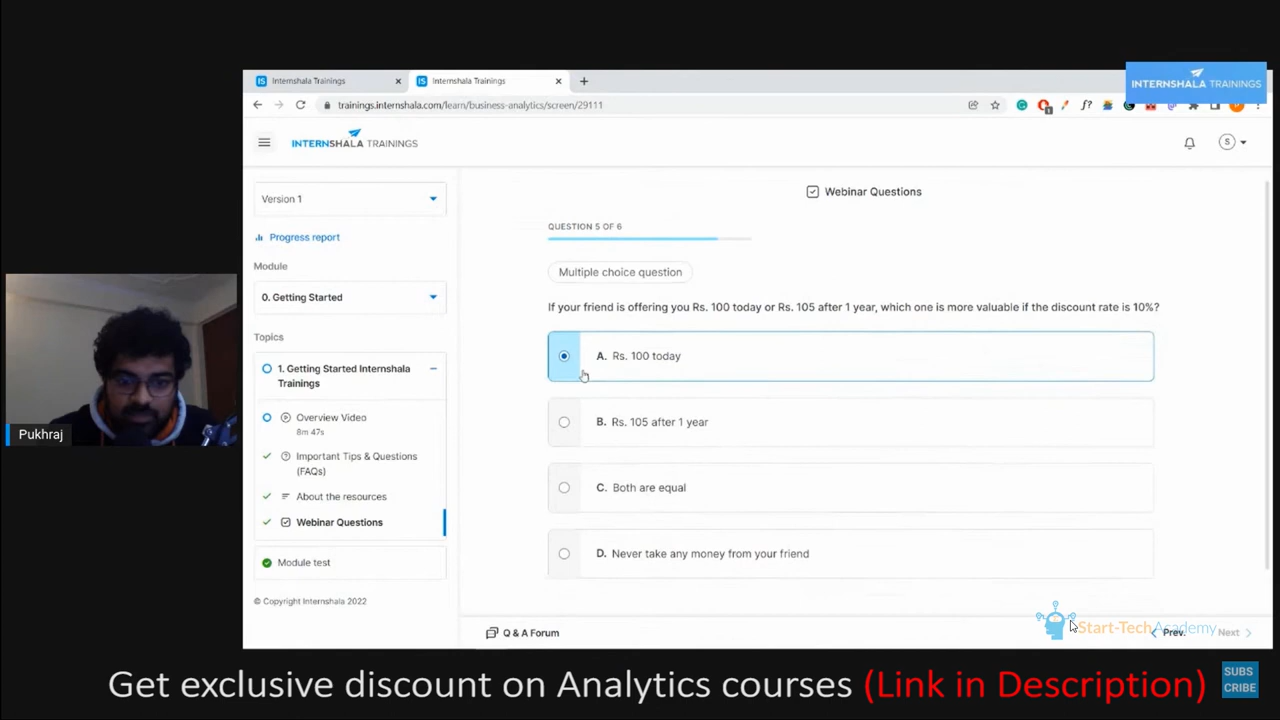 Internshala Trainings
Internshala Trainings
INTERNSHALA TRAININGS
trainings.internshala.com/learn/business-analytics/screen/29111
INTERNSHALA TRAININGS
S
Version 1
Webinar Questions
Progress report
QUESTION 5 OF 6
Module
Multiple choice question
0. Getting Started
If your friend is offering you Rs. 100 today or Rs. 105 after 1 year, which one is more valuable if the discount rate is 10%?
Topics
1. Getting Started Internshala
Trainings
A. Rs. 100 today
Overview Video
8m 47s
B. Rs. 105 after 1 year
Pukhraj
Important Tips & Questions
(FAQs)
About the resources
C. Both are equal
Webinar Questions
Module test
D. Never take any money from your friend
© Copyright Internshala 2022
Q & A Forum
Start-TechAcademy
Prev.
Next
Get exclusive discount on Analytics courses (Link in Description)
SUBS
CRIBE